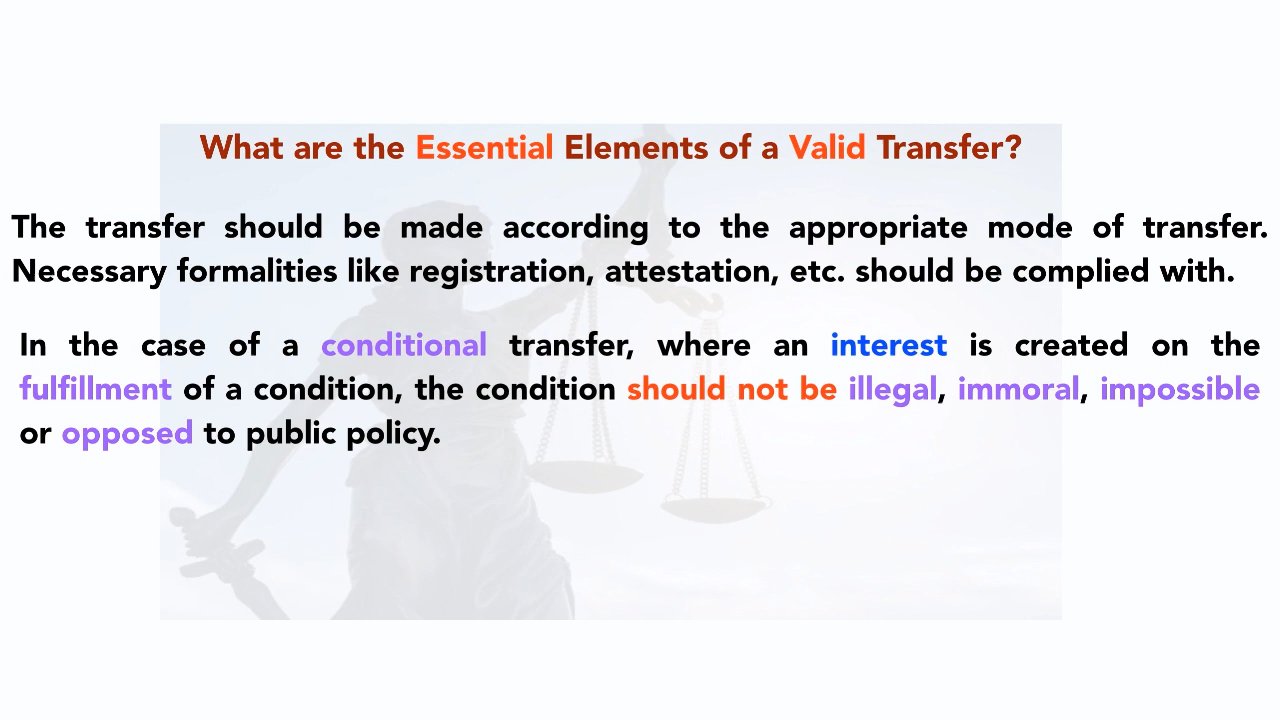 What are the Essential Elements of a Valid Transfer?
The transfer should be made according to the appropriate mode of transfer.
Necessary formalities like registration, attestation, etc. should be complied with.
In the case of a conditional transfer, where an interest is created on the
fulfillment of a condition, the condition should not be illegal, immoral, impossible
or opposed to public policy.